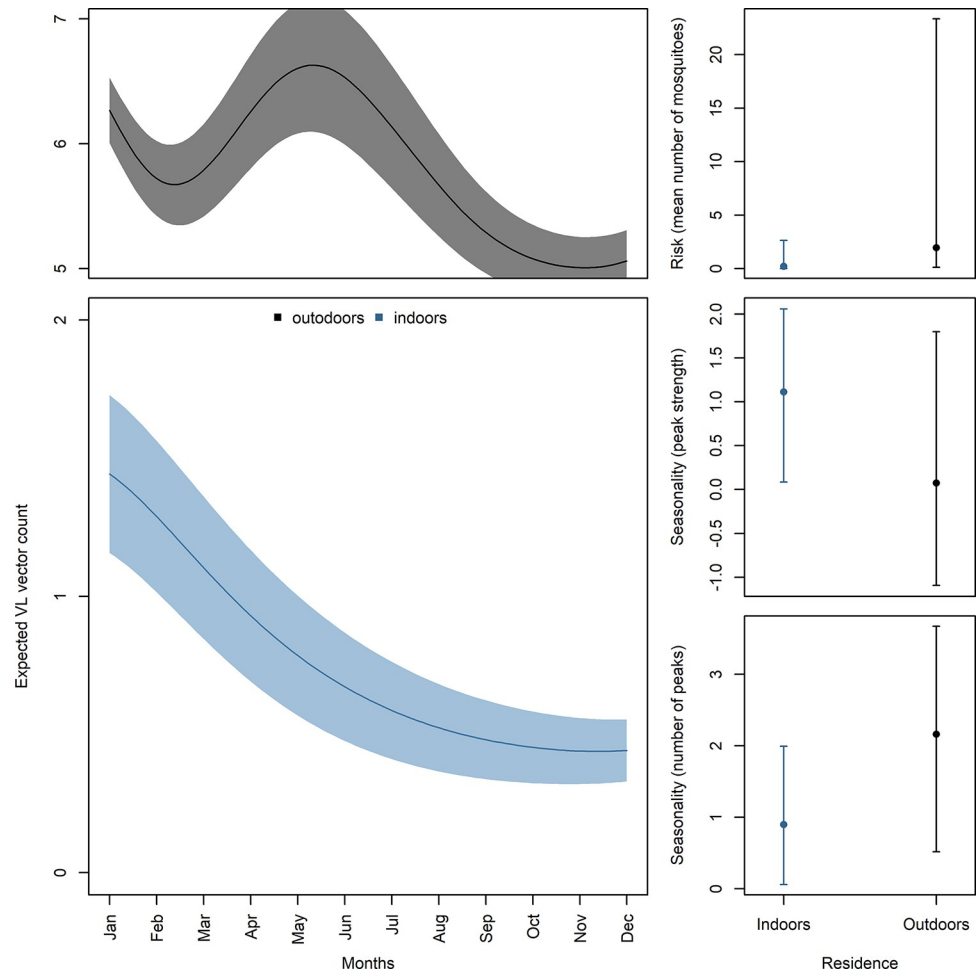 7
6
5
Expected VL vector count
outodoors indoors
2
1
0
Jan Feb Mar Apr May Jun Jul Aug Sep Oct Nov Dec
Months
Risk (mean number of mosquitoes)
20
15
10
5
0
Seasonality (peak strength)
2.0
1.5
1.0
0.5
0.0
-0.5
-1.0
Seasonality (number of peaks)
3
2
1
0
Indoors Outdoors
Residence